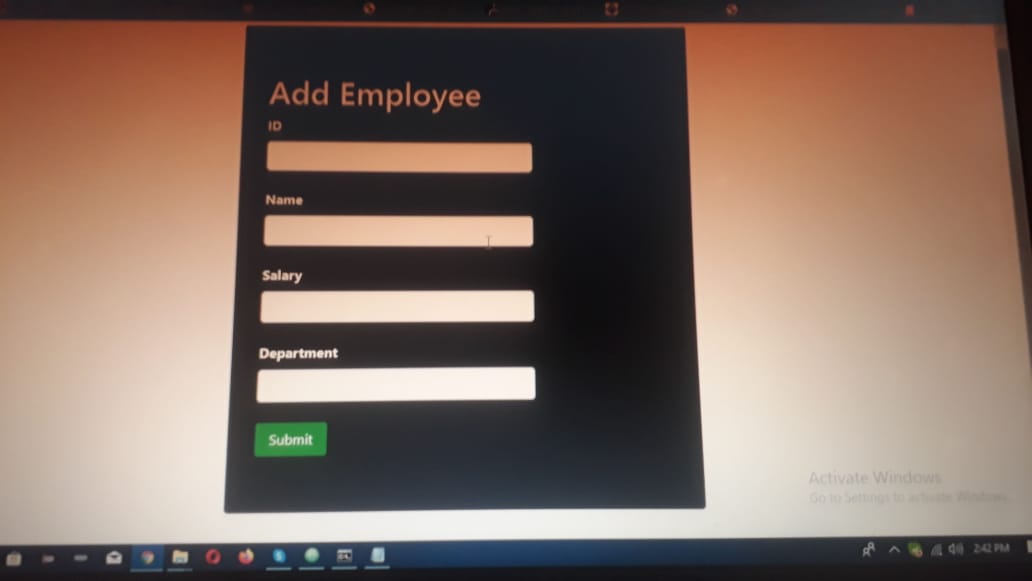 Add Employee
ID
Name
Salary
Department
Submit
Activate Windows
Go to Settings to activate Windows.
2:42 PM